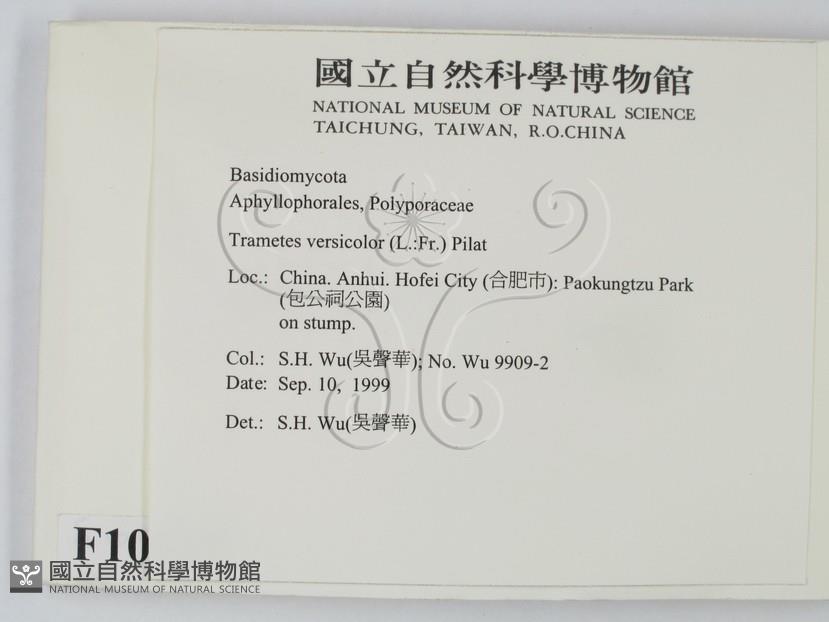 國立自然科學博物館
NATIONAL MUSEUM OF NATURAL SCIENCE
TAICHUNG, TAIWAN, R.O.CHINA
Basidiomycota
Aphyllophorales, Polyporaceae
Trametes versicolor (L.:Fr.) Pilat
Loc.: China. Anhui. Hofei City (合肥市): Paokungtzu Park
(包公祠公園)
on stump.
Col.: S.H. Wu(吳聲華); No. Wu 9909-2
Date: Sep. 10, 1999
Det.: S.H. Wu(吳聲華)
F10
國立自然科學博物館
NATIONAL MUSEUM OF NATURAL SCIENCE